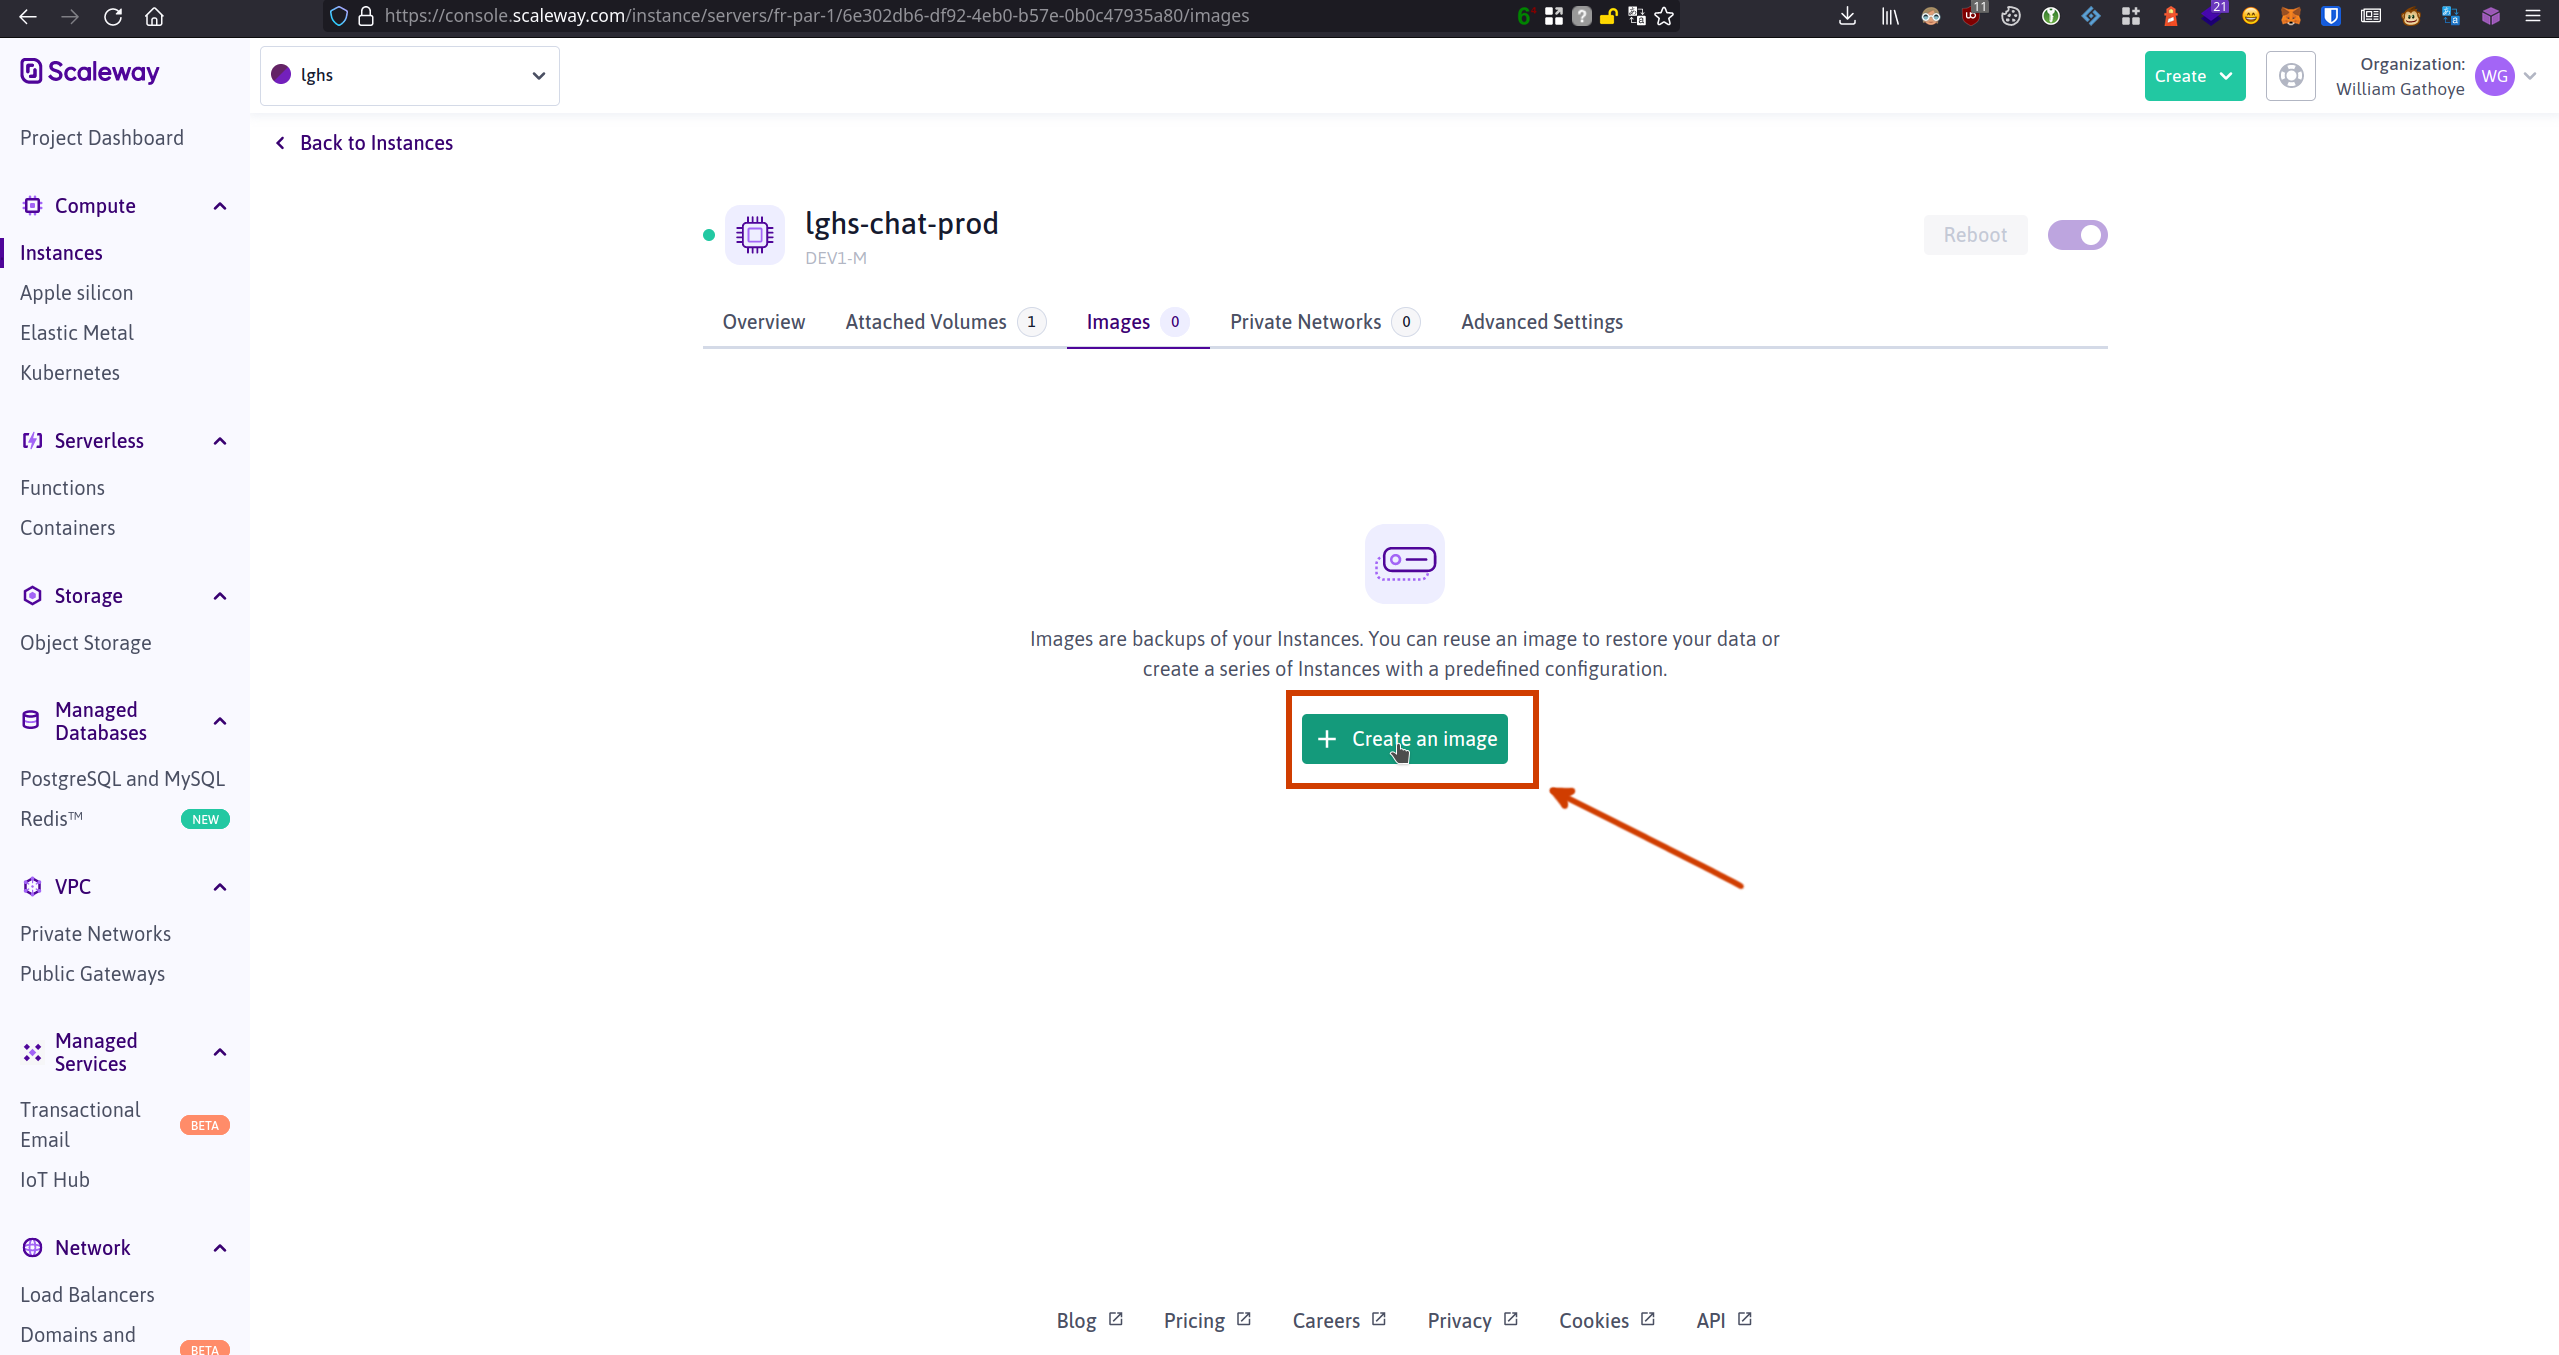 https://console.scaleway.com/instance/servers/fr-par-1/6e302db6-df92-4eb0-b57e-0b0c47935a80/images
6
11
21
Scaleway
lghs
Create
Organization:
William Gathoye
WG
Project Dashboard
Compute
Instances
Apple silicon
Elastic Metal
Kubernetes
Serverless
Functions
Containers
Storage
Object Storage
Managed
Databases
PostgreSQL and MySQL
Redis™ NEW
VPC
Private Networks
Public Gateways
Managed
Services
Transactional
Email
BETA
IoT Hub
Network
Load Balancers
Domains and
BETA
Back to Instances
lghs-chat-prod
DEV1-M
Reboot
Overview Attached Volumes 1 Images 0 Private Networks 0 Advanced Settings
Images are backups of your Instances. You can reuse an image to restore your data or
create a series of Instances with a predefined configuration.
+ Create an image
Blog Pricing Careers Privacy Cookies API